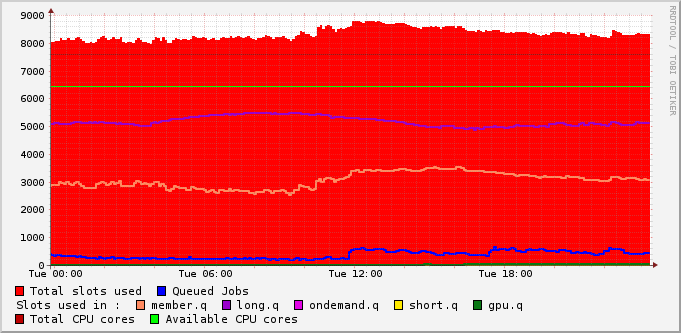 9000
8000
7000
6000
5000
4000
3000
2000
1000
0
Tue 00:00 Tue 06:00 Tue 12:00 Tue 18:00
Total slots used Queued Jobs
Slots used in : member.q long.q ondemand.q short.q gpu.q
Total CPU cores Available CPU cores
RRDTOOL / TOBI OETIKER